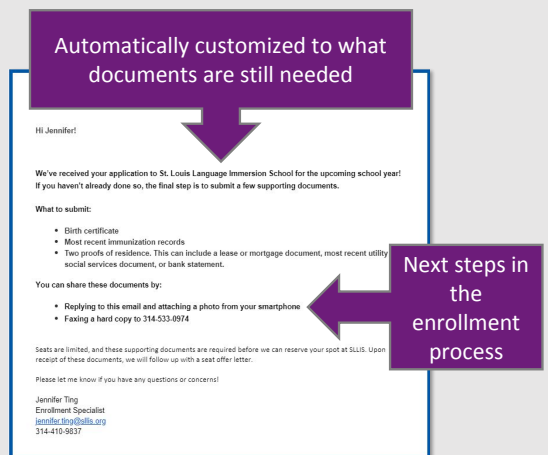 Automatically customized to what
documents are still needed
Hi Jennifer!
We've received your application to St. Louis Language Immersion School for the upcoming school year!
If you haven't already done so, the final step is to submit a few supporting documents.
What to submit:
• Birth certificate
• Most recent immunization records
• Two proofs of residence. This can include a lease or mortgage document, most recent utility
social services document, or bank statement.
You can share these documents by:
• Replying to this email and attaching a photo from your smartphone
• Faxing a hard copy to 314-533-0974
Next steps in
the
enrollment
process
Seats are limited, and these supporting documents are required before we can reserve your spot at SLLIS. Upon
receipt of these documents, we will follow up with a seat offer letter.
Please let me know if you have any questions or concerns!
Jennifer Ting
Enrollment Specialist
jennifer.ting@sllis.org
314-410-9837